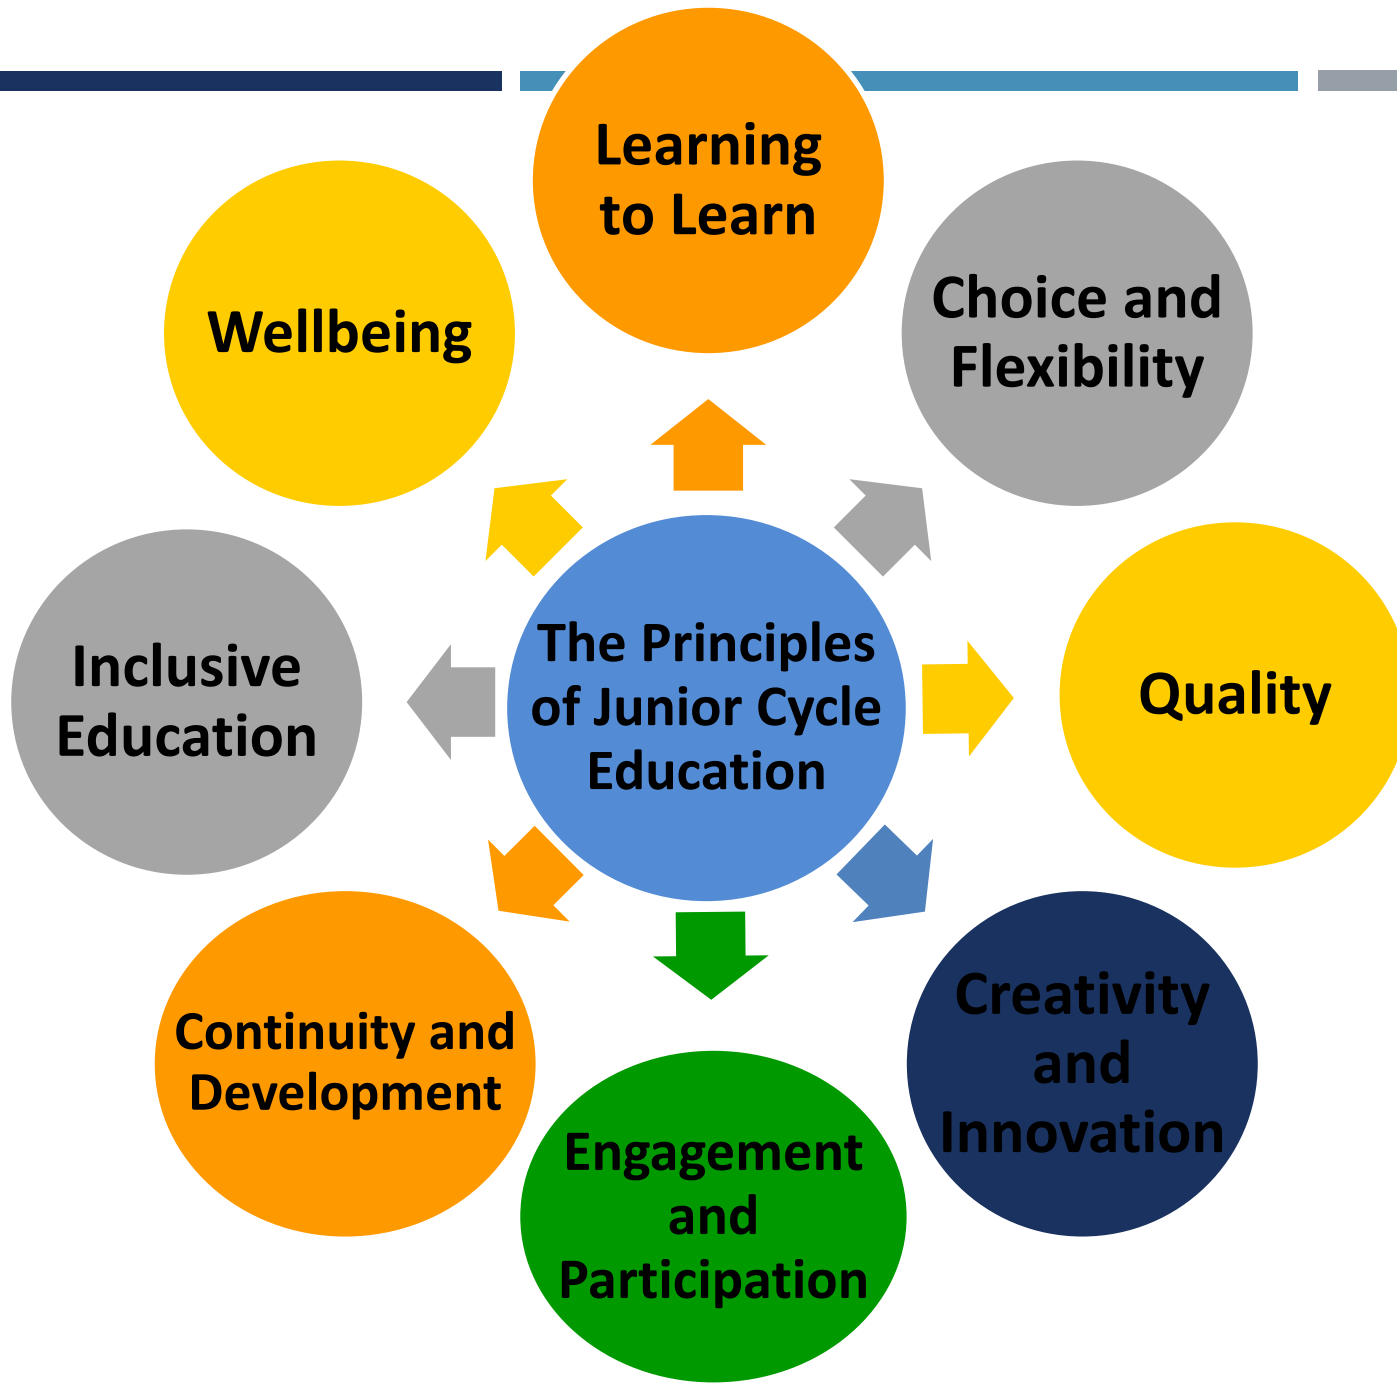 Learning
to Learn
Choice and
Flexibility
Wellbeing
Quality
Inclusive
Education
The Principles
of Junior Cycle
Education
Creativity
and
Innovation
Continuity and
Development
Engagement
and
Participation